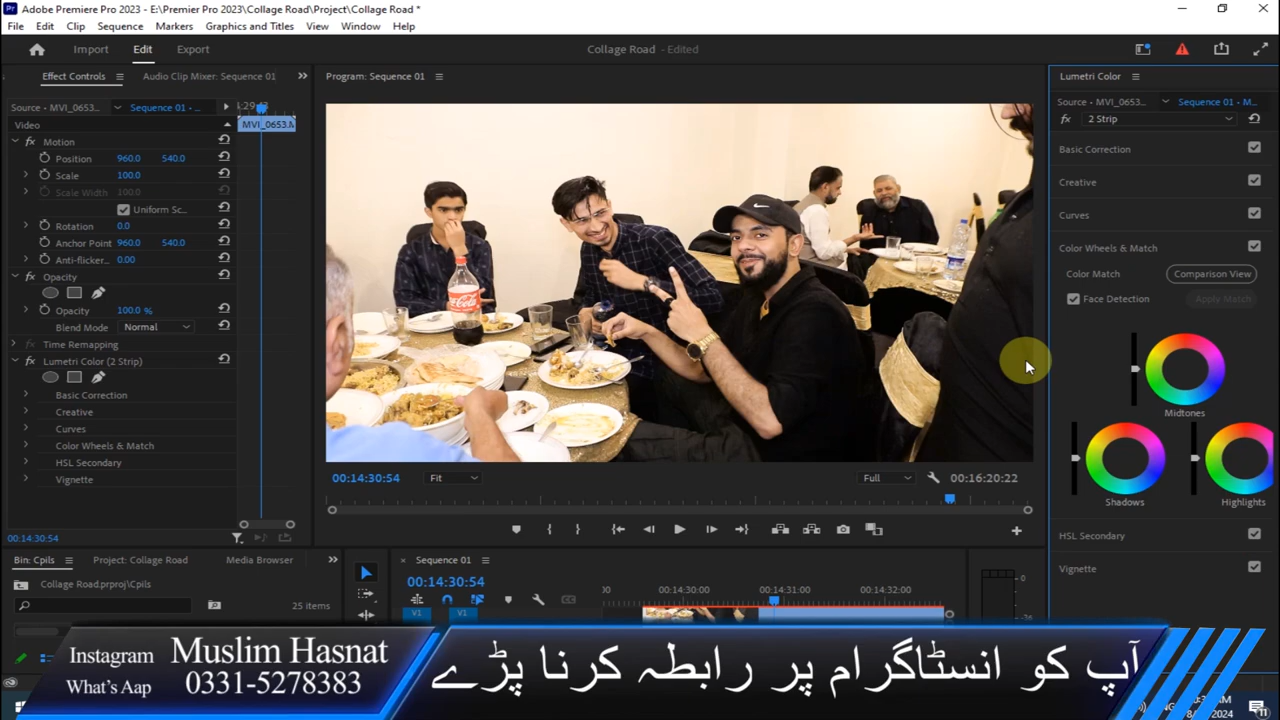 Adobe Premiere Pro 2023 - E:\Premier Pro 2023\Collage Road\Project\Collage Road *
File Edit Clip Sequence Markers Graphics and Titles View Window Help
Import Edit Export
Collage Road - Edited
Effect Controls
Audio Clip Mixer: Sequence 01
Program: Sequence 01
Lumetri Color
Source - MVI_0653...
Sequence 01 - ...
Source - MVI_0653...
Sequence 01 - M...
fx 2 Strip
Video
MVI_0653.M
fx Motion
Position 960.0 540.0
Scale 100.0
Scale Width 100.0
Uniform Sc...
Rotation 0.0
Anchor Point 960.0 540.0
Anti-flicker... 0.00
fx Opacity
Opacity 100.0 %
Blend Mode Normal
Time Remapping
fx Lumetri Color (2 Strip)
Basic Correction
Creative
Curves
Color Wheels & Match
HSL Secondary
Vignette
00:14:30:54
Coca-Cola
00:14:30:54 Fit Full 00:16:20:22
Basic Correction
Creative
Curves
Color Wheels & Match
Color Match Comparison View
Face Detection Apply Match
Midtones
Shadows Highlights
HSL Secondary
Vignette
Bin: Cpils
Project: Collage Road
Media Browser
Collage Road.prproj\Cpils
25 items
Sequence 01
00:14:30:54
:00 00:14:30:00 00:14:31:00 00:14:32:00
V1 V1
0
Instagram Muslim Hasnat
What's Aap 0331-5278383
آپ کو انسٹاگرام پر رابطہ کرنا پڑے